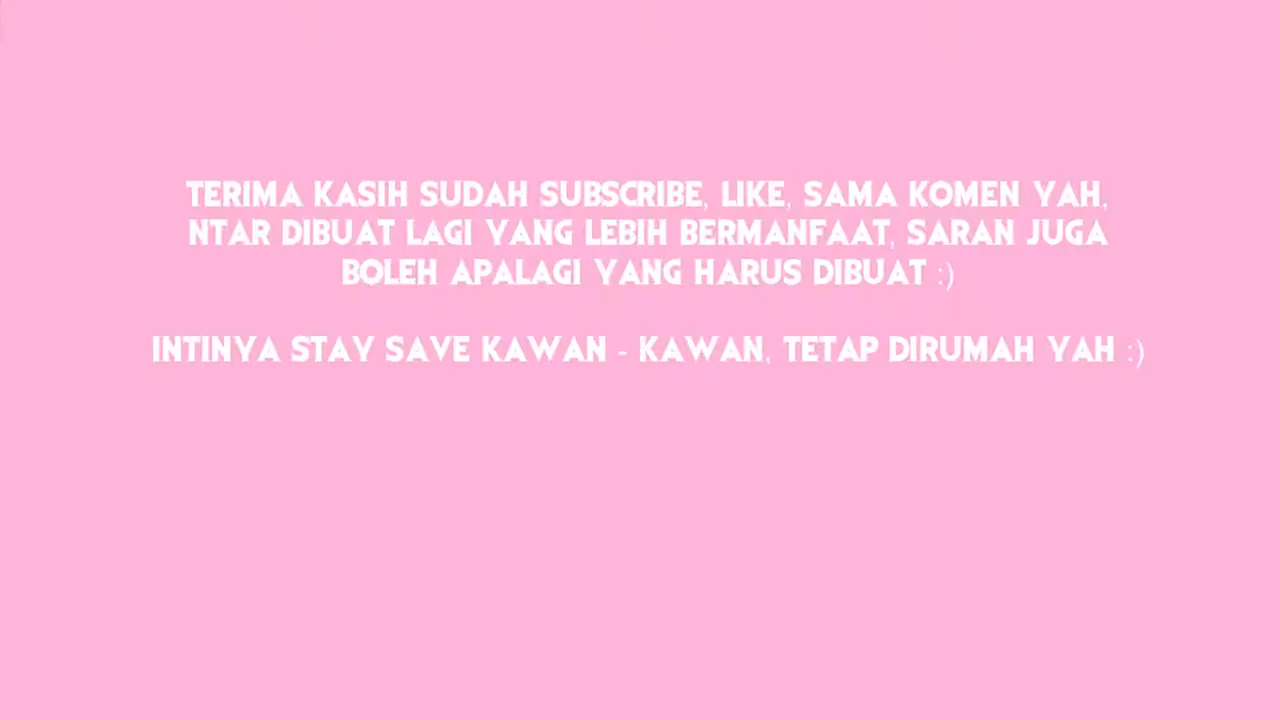 TERIMA KASIH SUDAH SUBSCRIBE, LIKE, SAMA KOMEN YAH,
NTAR DIBUAT LAGI YANG LEBIH BERMANFAAT, SARAN JUGA
BOLEH APALAGI YANG HARUS DIBUAT :)
INTINYA STAY SAVE KAWAN - KAWAN, TETAP DIRUMAH YAH :)